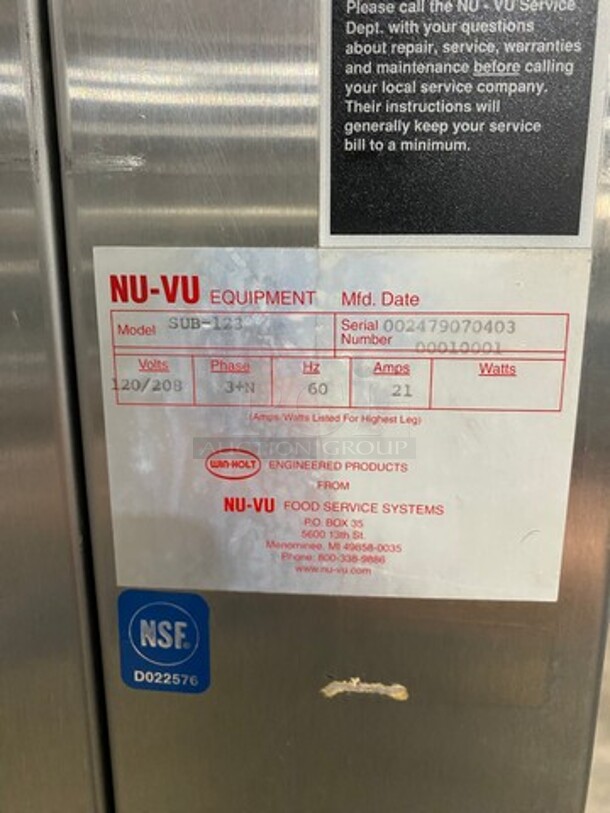 Please call the NU - VU Service
Dept. with your questions
about repair, service, warranties
and maintenance before calling
your local service company.
Their instructions will
generally keep your service
bill to a minimum.
NU-VU EQUIPMENT Mfd. Date
Model SUB-123 Serial Number 002479070403
00010001
Volts Phase Hz Amps Watts
120/208 3+N 60 21
(Amps/Watts Listed For Highest Leg)
AUCTION GROUP
WIN-HOLT ENGINEERED PRODUCTS
FROM
NU-VU FOOD SERVICE SYSTEMS
P.O. BOX 35
5600 13th St.
Menominee, MI 49858-0035
Phone: 800-338-9886
www.nu-vu.com
NSF®
D022576